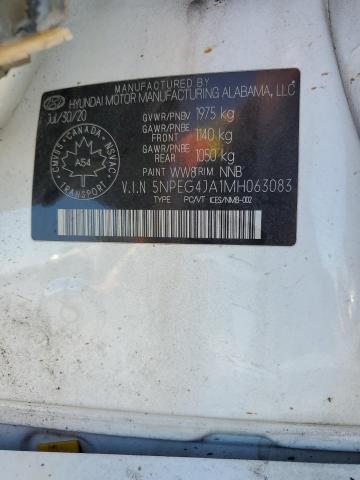 MANUFACTURED BY
HYUNDAI MOTOR MANUFACTURING ALABAMA, LLC
Jul/30/20
GVWR/PNBV 1975 kg
GAWR/PNBE FRONT 1140 kg
GAWR/PNBE REAR 1050 kg
CMVSS CANADA NSVAC
A54
PAINT WW8 TRIM NNB
V.I.N 5NPEG4JA1MH063083
TYPE PC/VT ICES/NMB-002